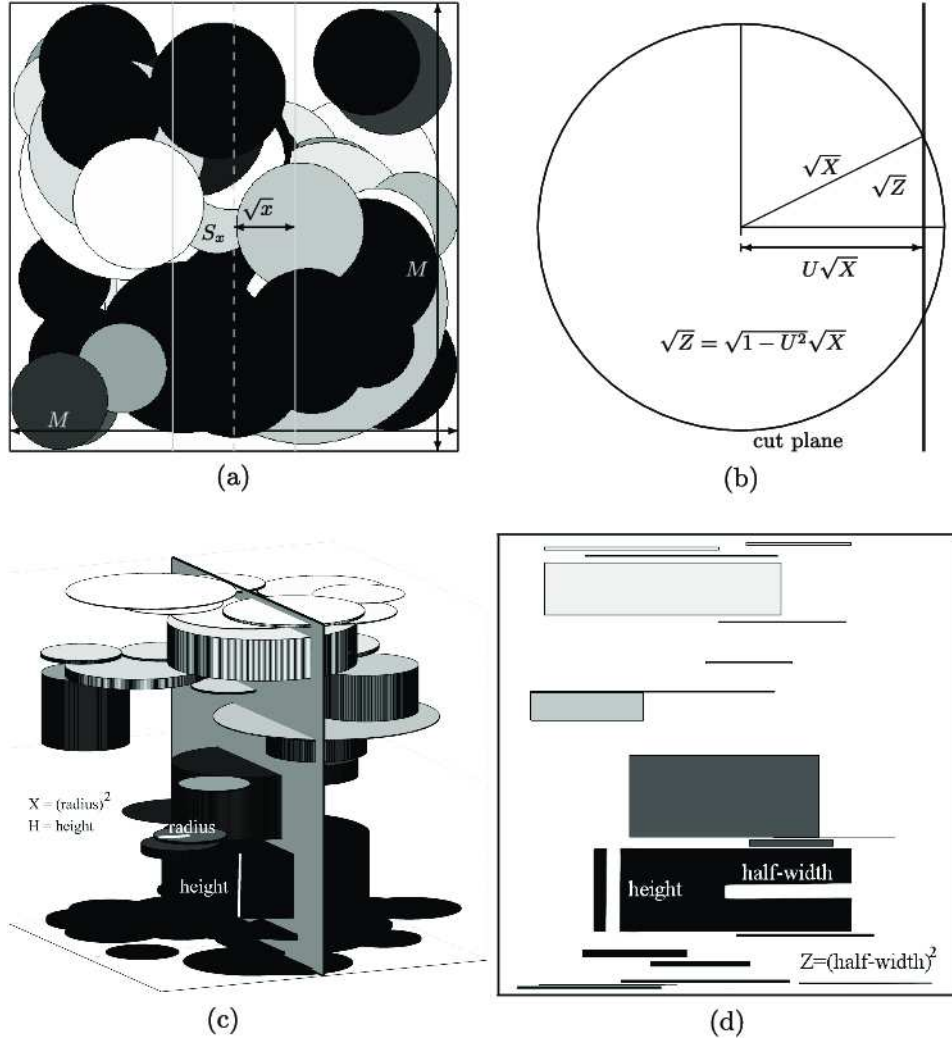 √x
S_x
M
M
(a)
√X
√Z
U√X
√Z = √1 − U² √X
cut plane
(b)
X = (radius)²
H = height
radius
height
(c)
height
half-width
Z=(half-width)²
(d)